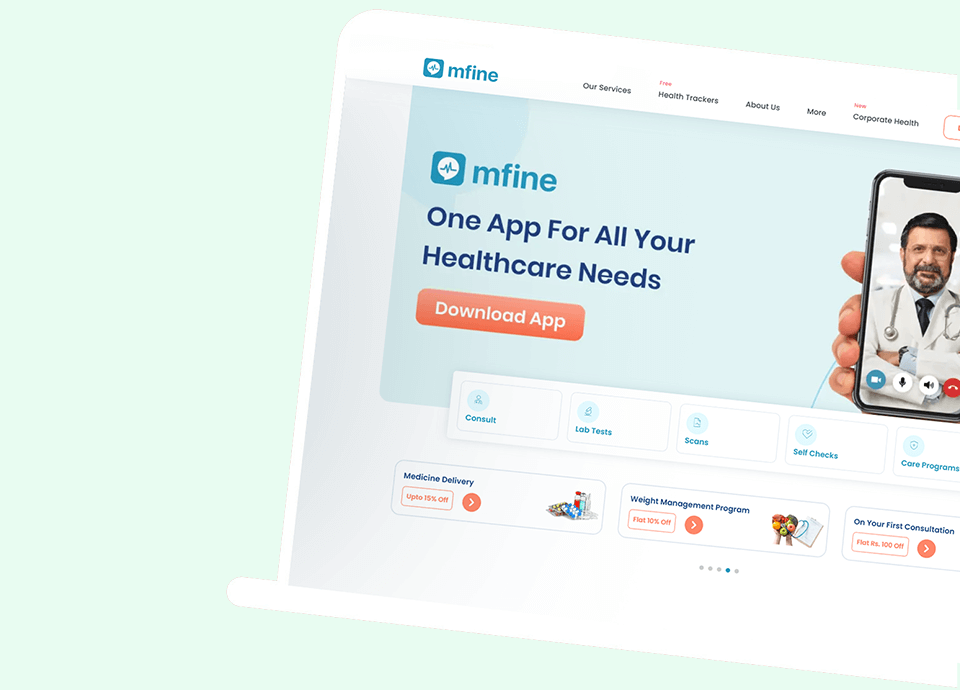 mfine
Our Services
Free
Health Trackers
About Us
More
New
Corporate Health
mfine
One App For All Your
Healthcare Needs
Download App
Consult
Lab Tests
Scans
Self Checks
Care Programs
Medicine Delivery
Upto 15% Off
Weight Management Program
Flat 10% Off
On Your First Consultation
Flat Rs. 100 Off